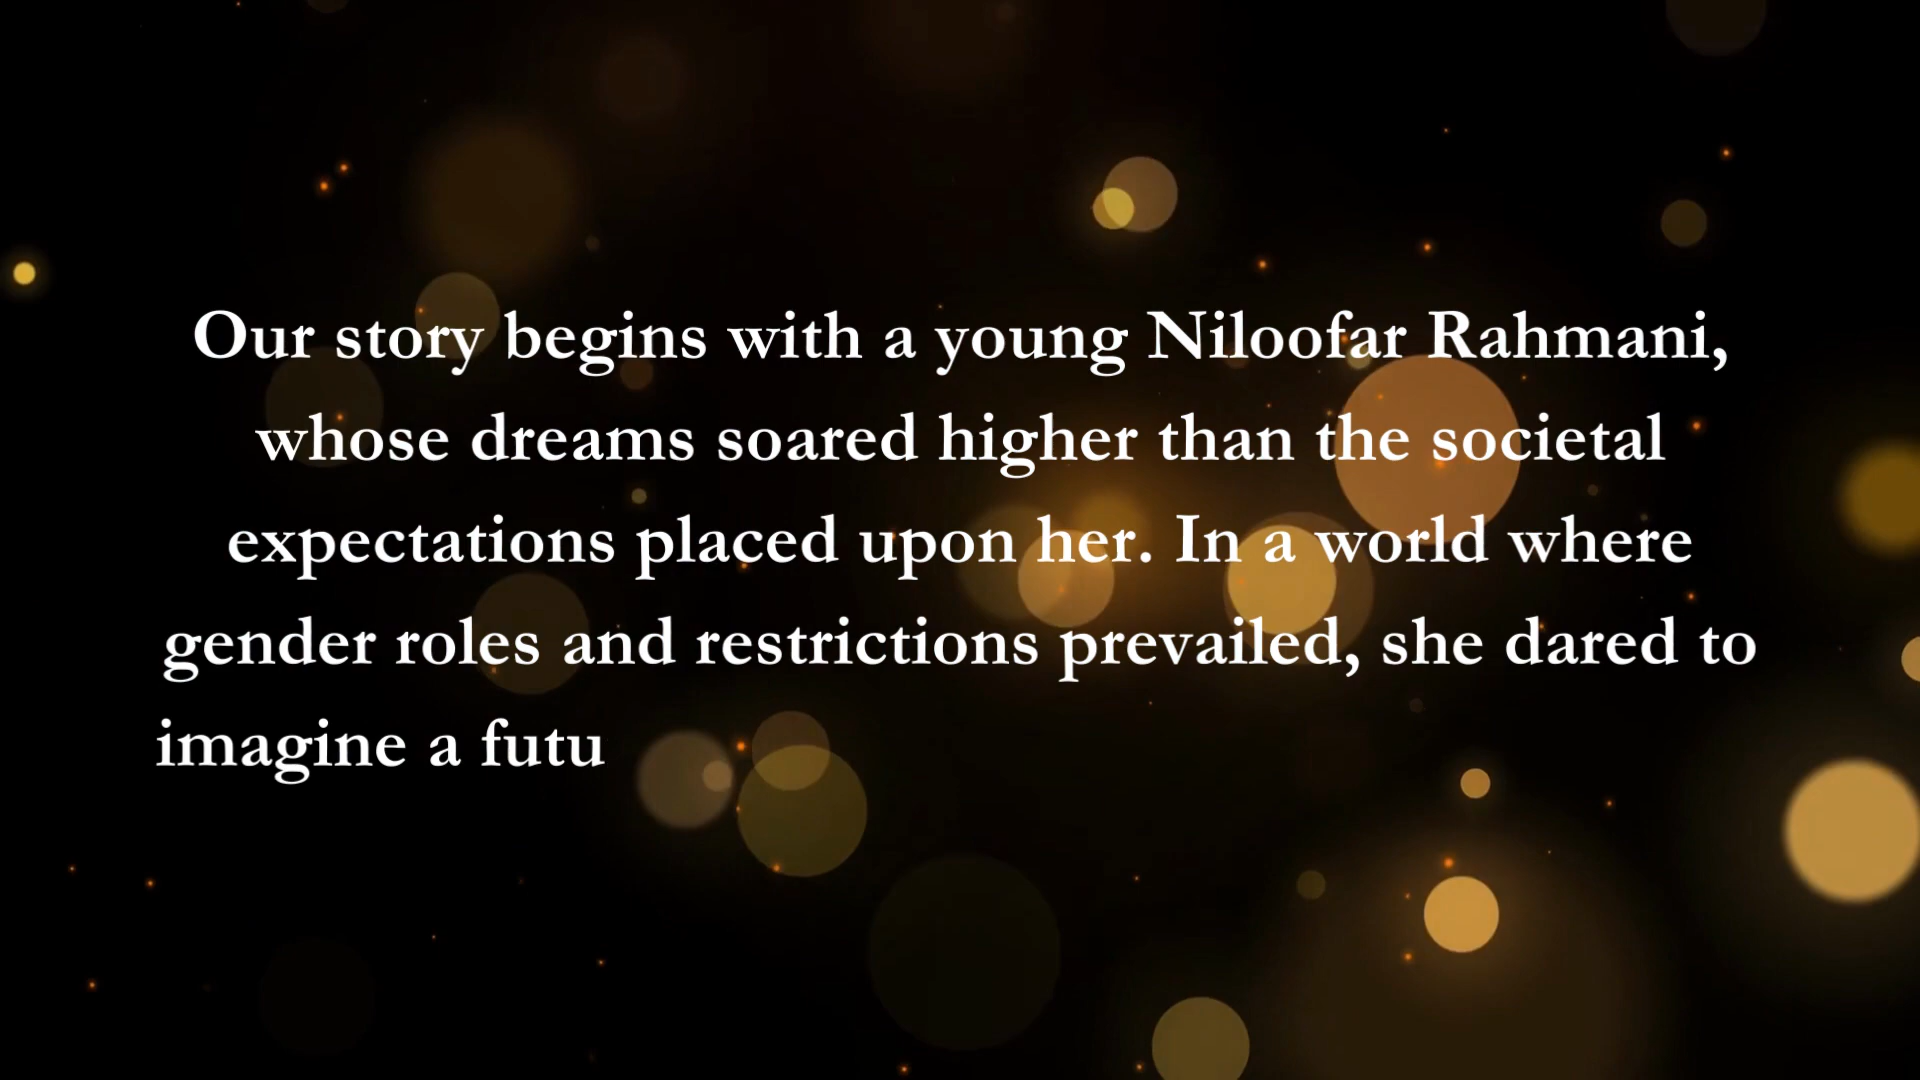 Our story begins with a young Niloofar Rahmani,
whose dreams soared higher than the societal
expectations placed upon her. In a world where
gender roles and restrictions prevailed, she dared to
imagine a futu